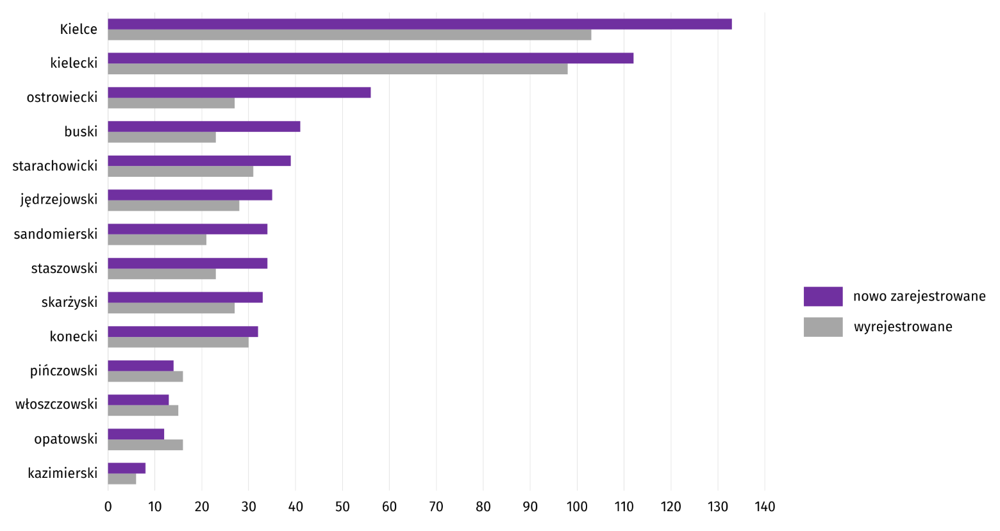 Kielce
kielecki
ostrowiecki
buski
starachowicki
jędrzejowski
sandomierski
staszowski
skarżyski
konecki
pińczowski
włoszczowski
opatowski
kazimierski
0 10 20 30 40 50 60 70 80 90 100 110 120 130 140
nowo zarejestrowane
wyrejestrowane